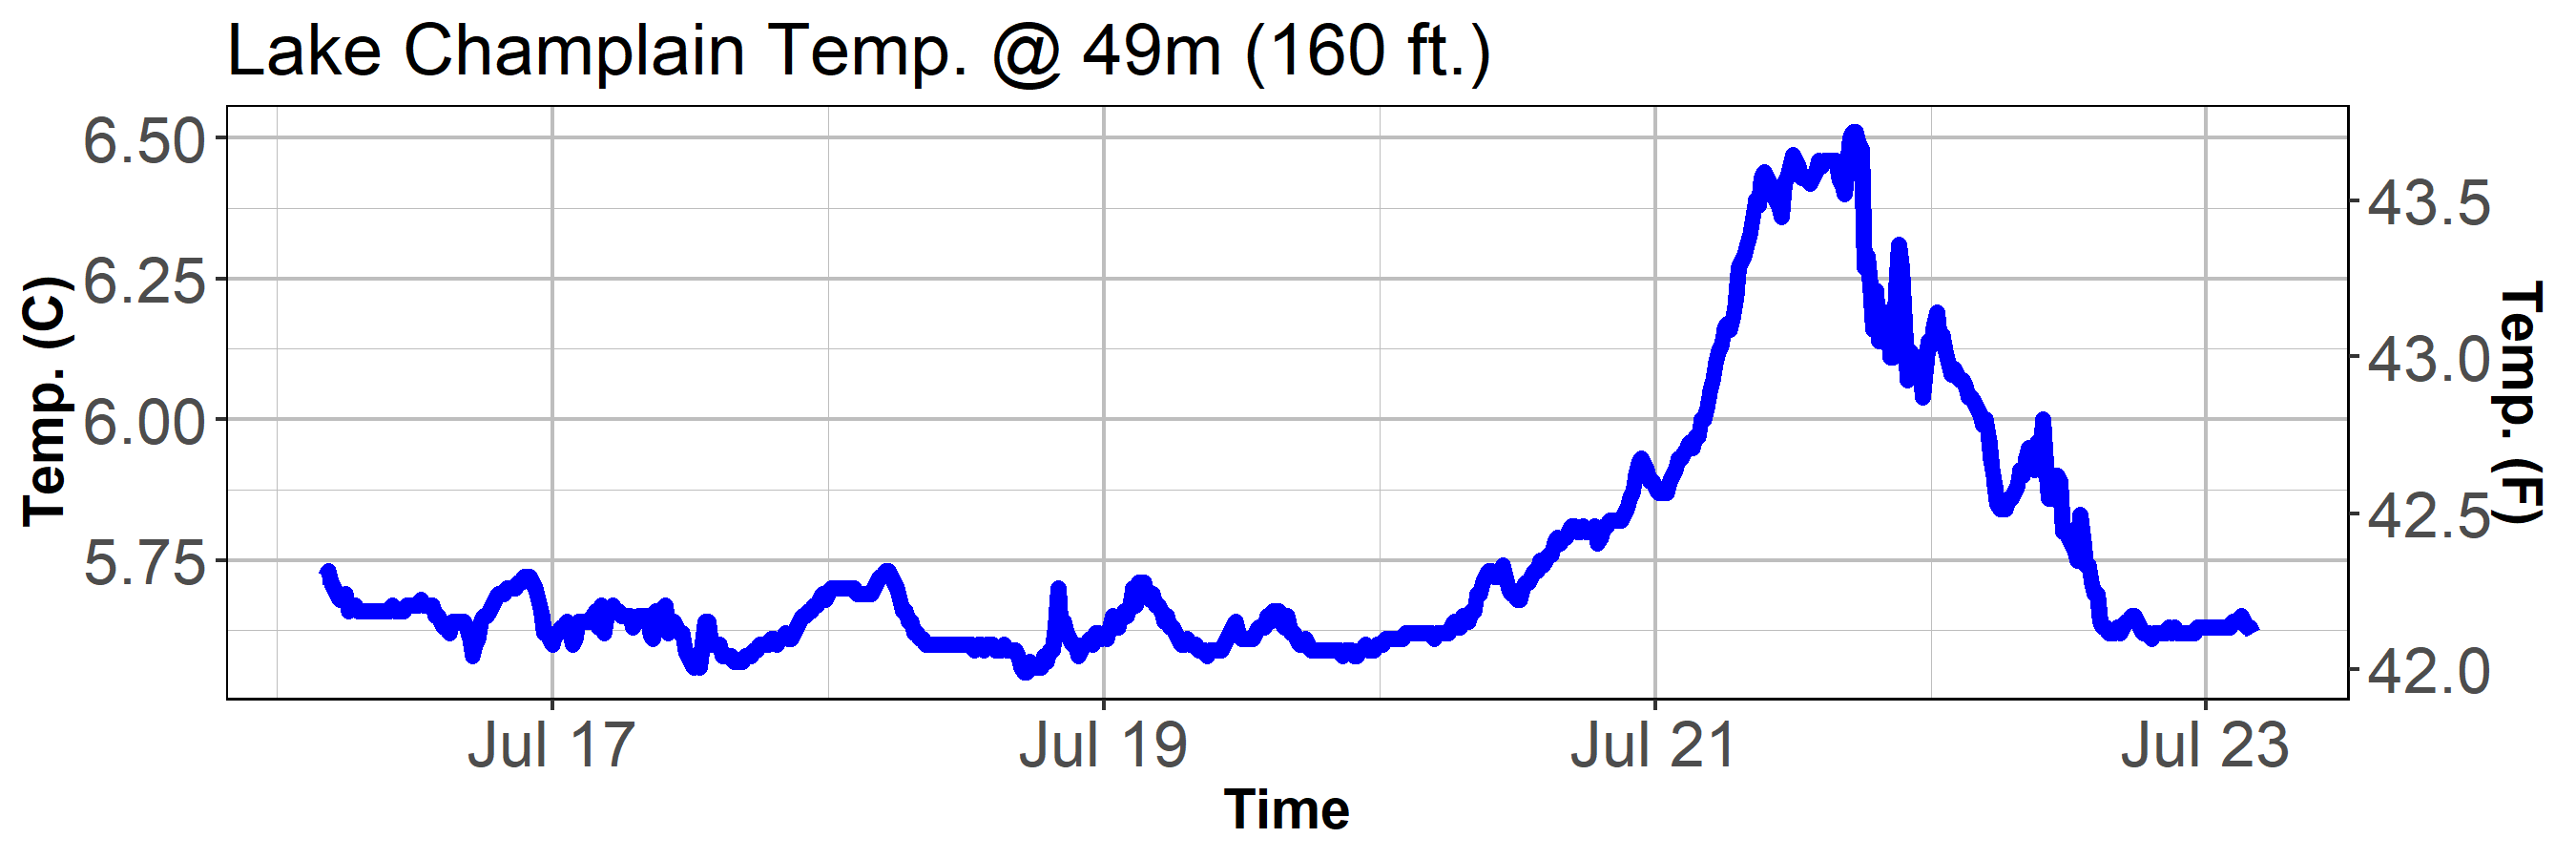 Lake Champlain Temp. @ 49m (160 ft.)
6.50
6.25
6.00
5.75
Temp. (C)
43.5
43.0
42.5
42.0
Temp. (F)
Jul 17 Jul 19 Jul 21 Jul 23
Time